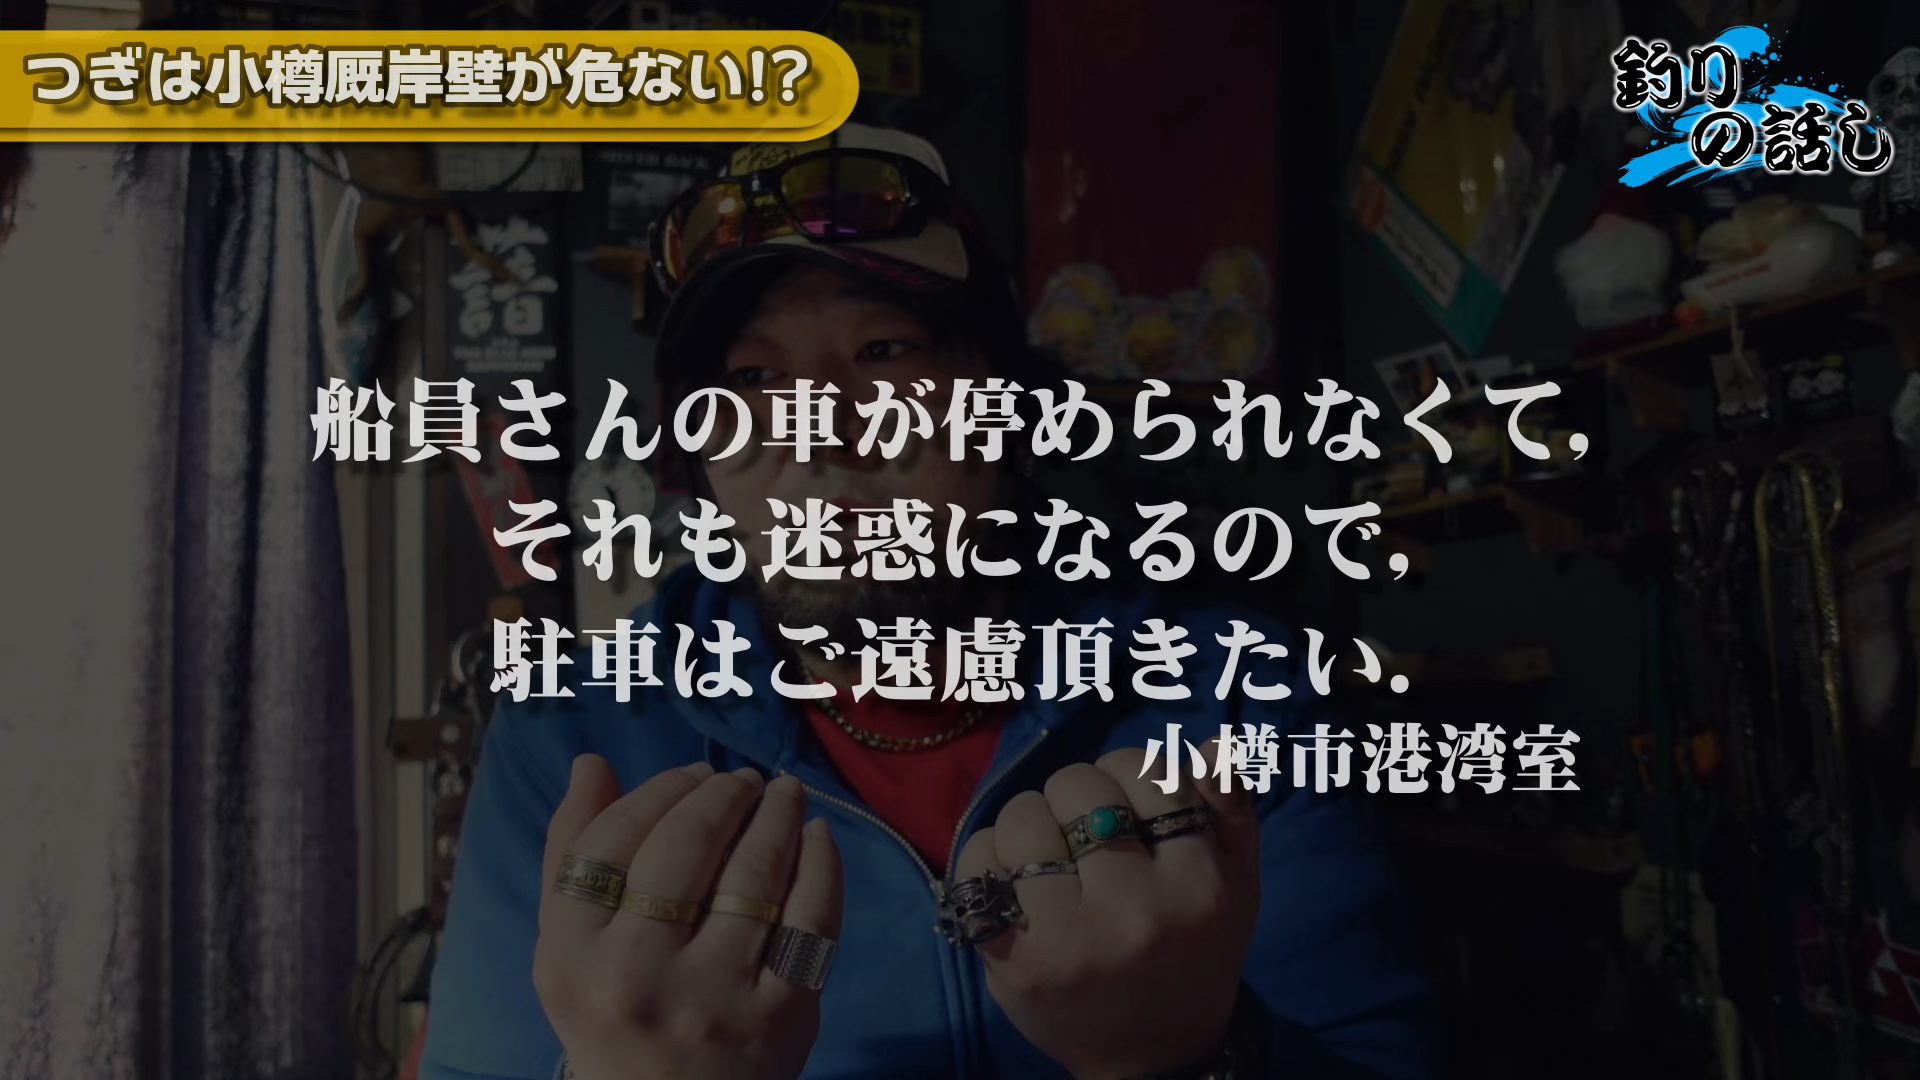 つぎは小樽厩岸壁が危ない!?
釣り
の話し
船員さんの車が停められなくて,
それも迷惑になるので,
駐車はご遠慮頂きたい.
小樽市港湾室